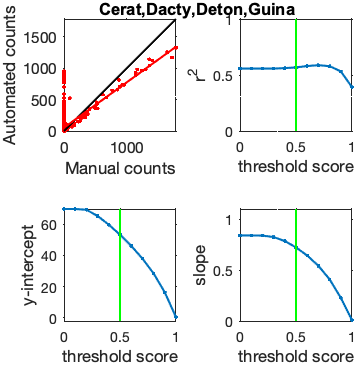 Cerat,Dacty,Deton,Guina
Automated counts
1500
1000
500
0
0
1000
Manual counts
r2
1
0.5
0
0
0.5
1
threshold score
y-intercept
60
40
20
0
0
0.5
1
threshold score
slope
1
0.5
0
0
0.5
1
threshold score